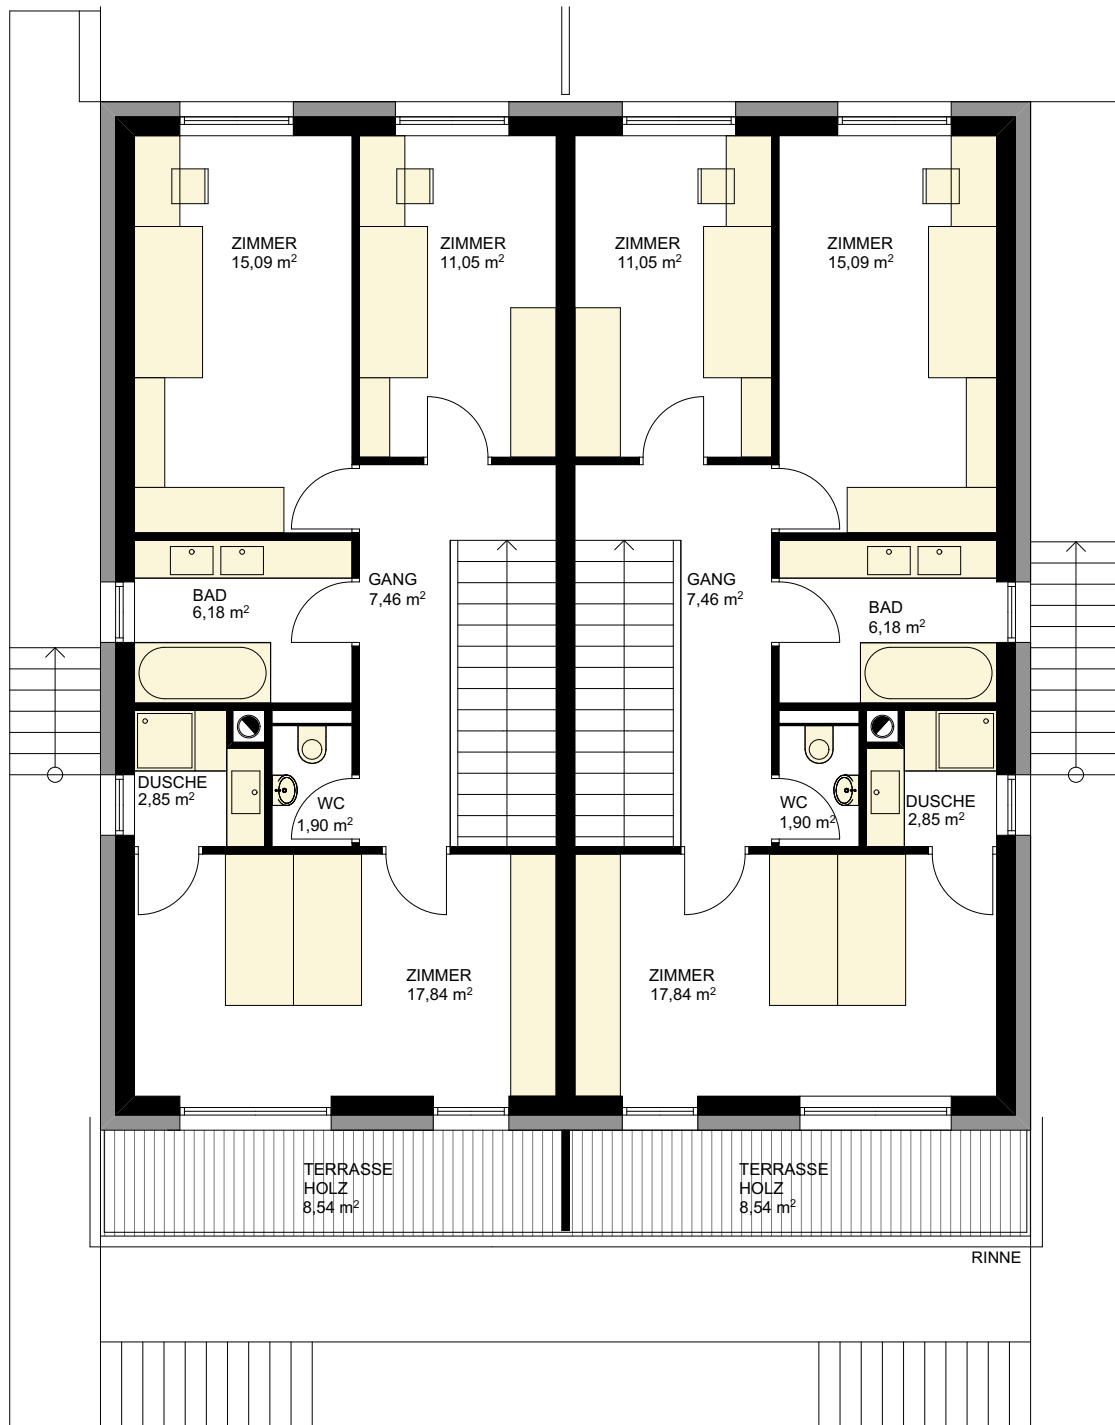 ZIMMER
15,09 m²
ZIMMER
11,05 m²
ZIMMER
11,05 m²
ZIMMER
15,09 m²
BAD
6,18 m²
GANG
7,46 m²
GANG
7,46 m²
BAD
6,18 m²
DUSCHE
2,85 m²
WC
1,90 m²
WC
1,90 m²
DUSCHE
2,85 m²
ZIMMER
17,84 m²
ZIMMER
17,84 m²
TERRASSE
HOLZ
8,54 m²
TERRASSE
HOLZ
8,54 m²
RINNE